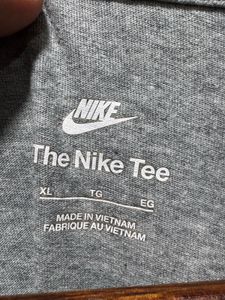 NIKE
The Nike Tee
XL TG EG
MADE IN VIETNAM
FABRIQUE AU VIETNAM